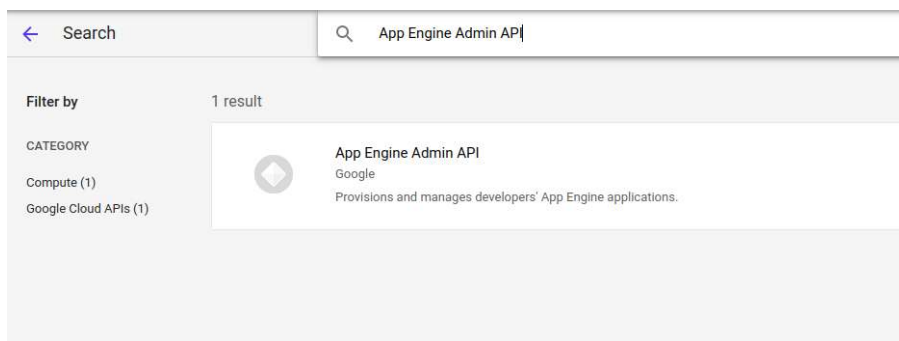 Search
App Engine Admin API
Filter by
1 result
CATEGORY
Compute (1)
Google Cloud APIs (1)
App Engine Admin API
Google
Provisions and manages developers' App Engine applications.